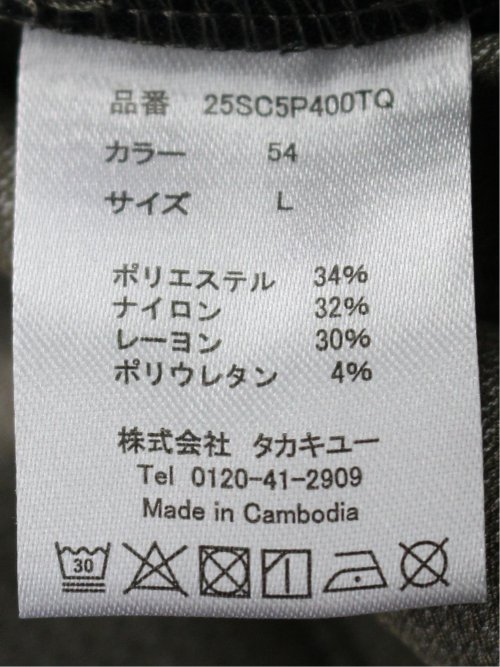 品番 25SC5P400TQ
カラー 54
サイズ L
ポリエステル 34%
ナイロン 32%
レーヨン 30%
ポリウレタン 4%
株式会社 タカキユー
Tel 0120-41-2909
Made in Cambodia
30